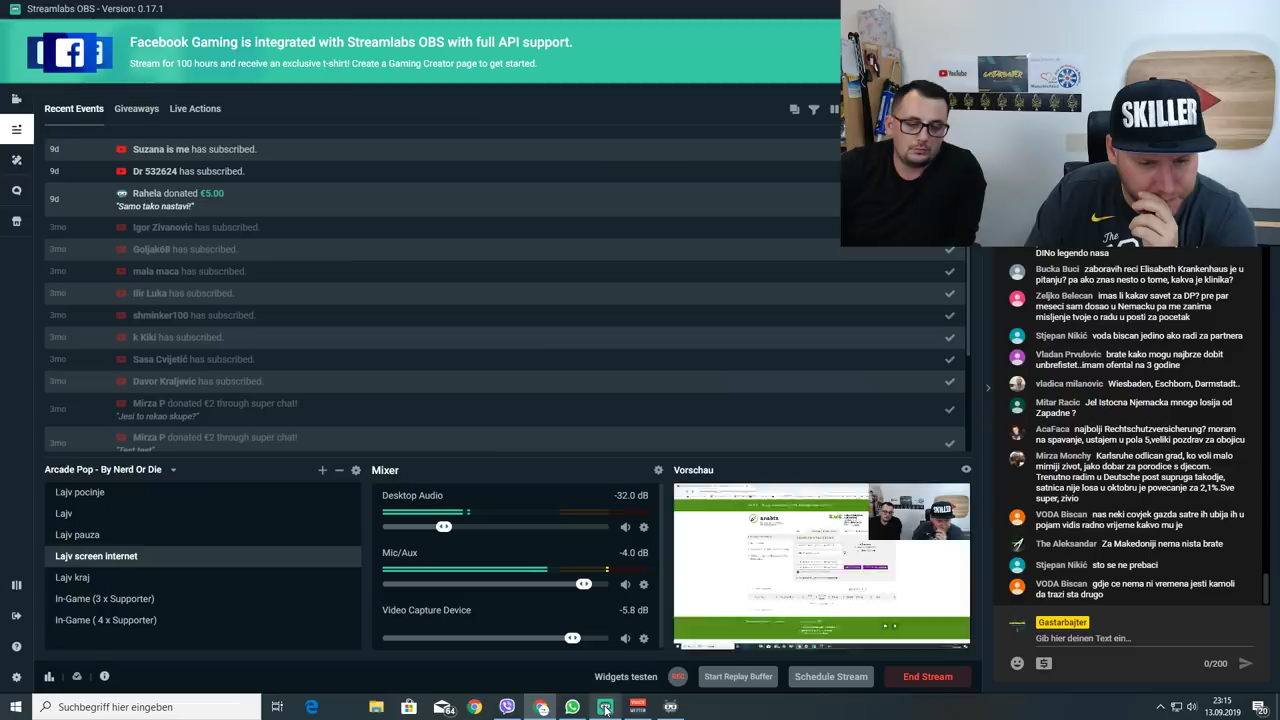 Streamlabs OBS - Version: 0.17.1
Facebook Gaming is integrated with Streamlabs OBS with full API support.
Stream for 100 hours and receive an exclusive t-shirt! Create a Gaming Creator page to get started.
Recent Events
Giveaways
Live Actions
9d Suzana is me has subscribed.
9d Dr 532624 has subscribed.
9d Rahela donated €5.00
"Samo tako nastavi!"
3mo Igor Zivanovic has subscribed.
3mo Goljak68 has subscribed.
3mo mala maca has subscribed.
3mo Ilir Luka has subscribed.
3mo shminker100 has subscribed.
3mo k Kiki has subscribed.
3mo Sasa Cvijetić has subscribed.
3mo Davor Kraljevic has subscribed.
3mo Mirza P donated €2 through super chat!
"Jesi to rekao skupe?"
3mo Mirza P donated €2 through super chat!
"Test test"
YouTube
GASTARBAJTER
SKILLER
The
DINo legendo nasa
Bucka Buci zaboravih reci Elisabeth Krankenhaus je u
pitanju? pa ako znas nesto o tome, kakva je klinika?
Zeljko Belecan imas li kakav savet za DP? pre par
meseci sam dosao u Nemacku pa me zanima
misljenje tvoje o radu u posti za pocetak
Stjepan Nikić voda biscan jedino ako radi za partnera
Vladan Prvulovic brate kako mogu najbrze dobit
unbrefistet..imam ofental na 3 godine
vladica milanovic Wiesbaden, Eschborn, Darmstadt..
Mitar Racic Jel Istocna Njemacka mnogo losija od
Zapadne ?
AcaFaca najbolji Rechtschutzversicherung? moram
na spavanje, ustajem u pola 5,veliki pozdrav za obojicu
Mirza Monchy Karlsruhe odlican grad, ko voli malo
mirniji zivot, jako dobar za porodice s djecom.
Trenutno radim u Deutsche post esgruga takodje,
satnica nije losa u oktobru je povecanje za 2,1% Sve
super, zivio
VODA Biscan nas neki covjek gazda satre ih ubija ih u
pojam vidis radno vrijeme kakvo mu je
The Aleksandar Za Makedoniji nemojte brate
Stjepan Nikić su se ne placi
VODA Biscan gdje ce nema ni vremena jesti kamoli
da trazi sta drugo
Gastarbajter
Gib hier deinen Text ein...
0/200
Arcade Pop - By Nerd Or Die
Mixer
Vorschau
Lajv pocinje
Lajv
Lajv pauza
Lajv
Lajv kraj
In-Game (3 x Supporter)
In-Game ( 4 x Supporter)
Desktop Audio -32.0 dB
Mic/Aux -4.0 dB
Video Capture Device -5.8 dB
Widgets testen
REC
Start Replay Buffer
Schedule Stream
End Stream
Suchbegriff hier eingeben
64
23:15
13.09.2019
20